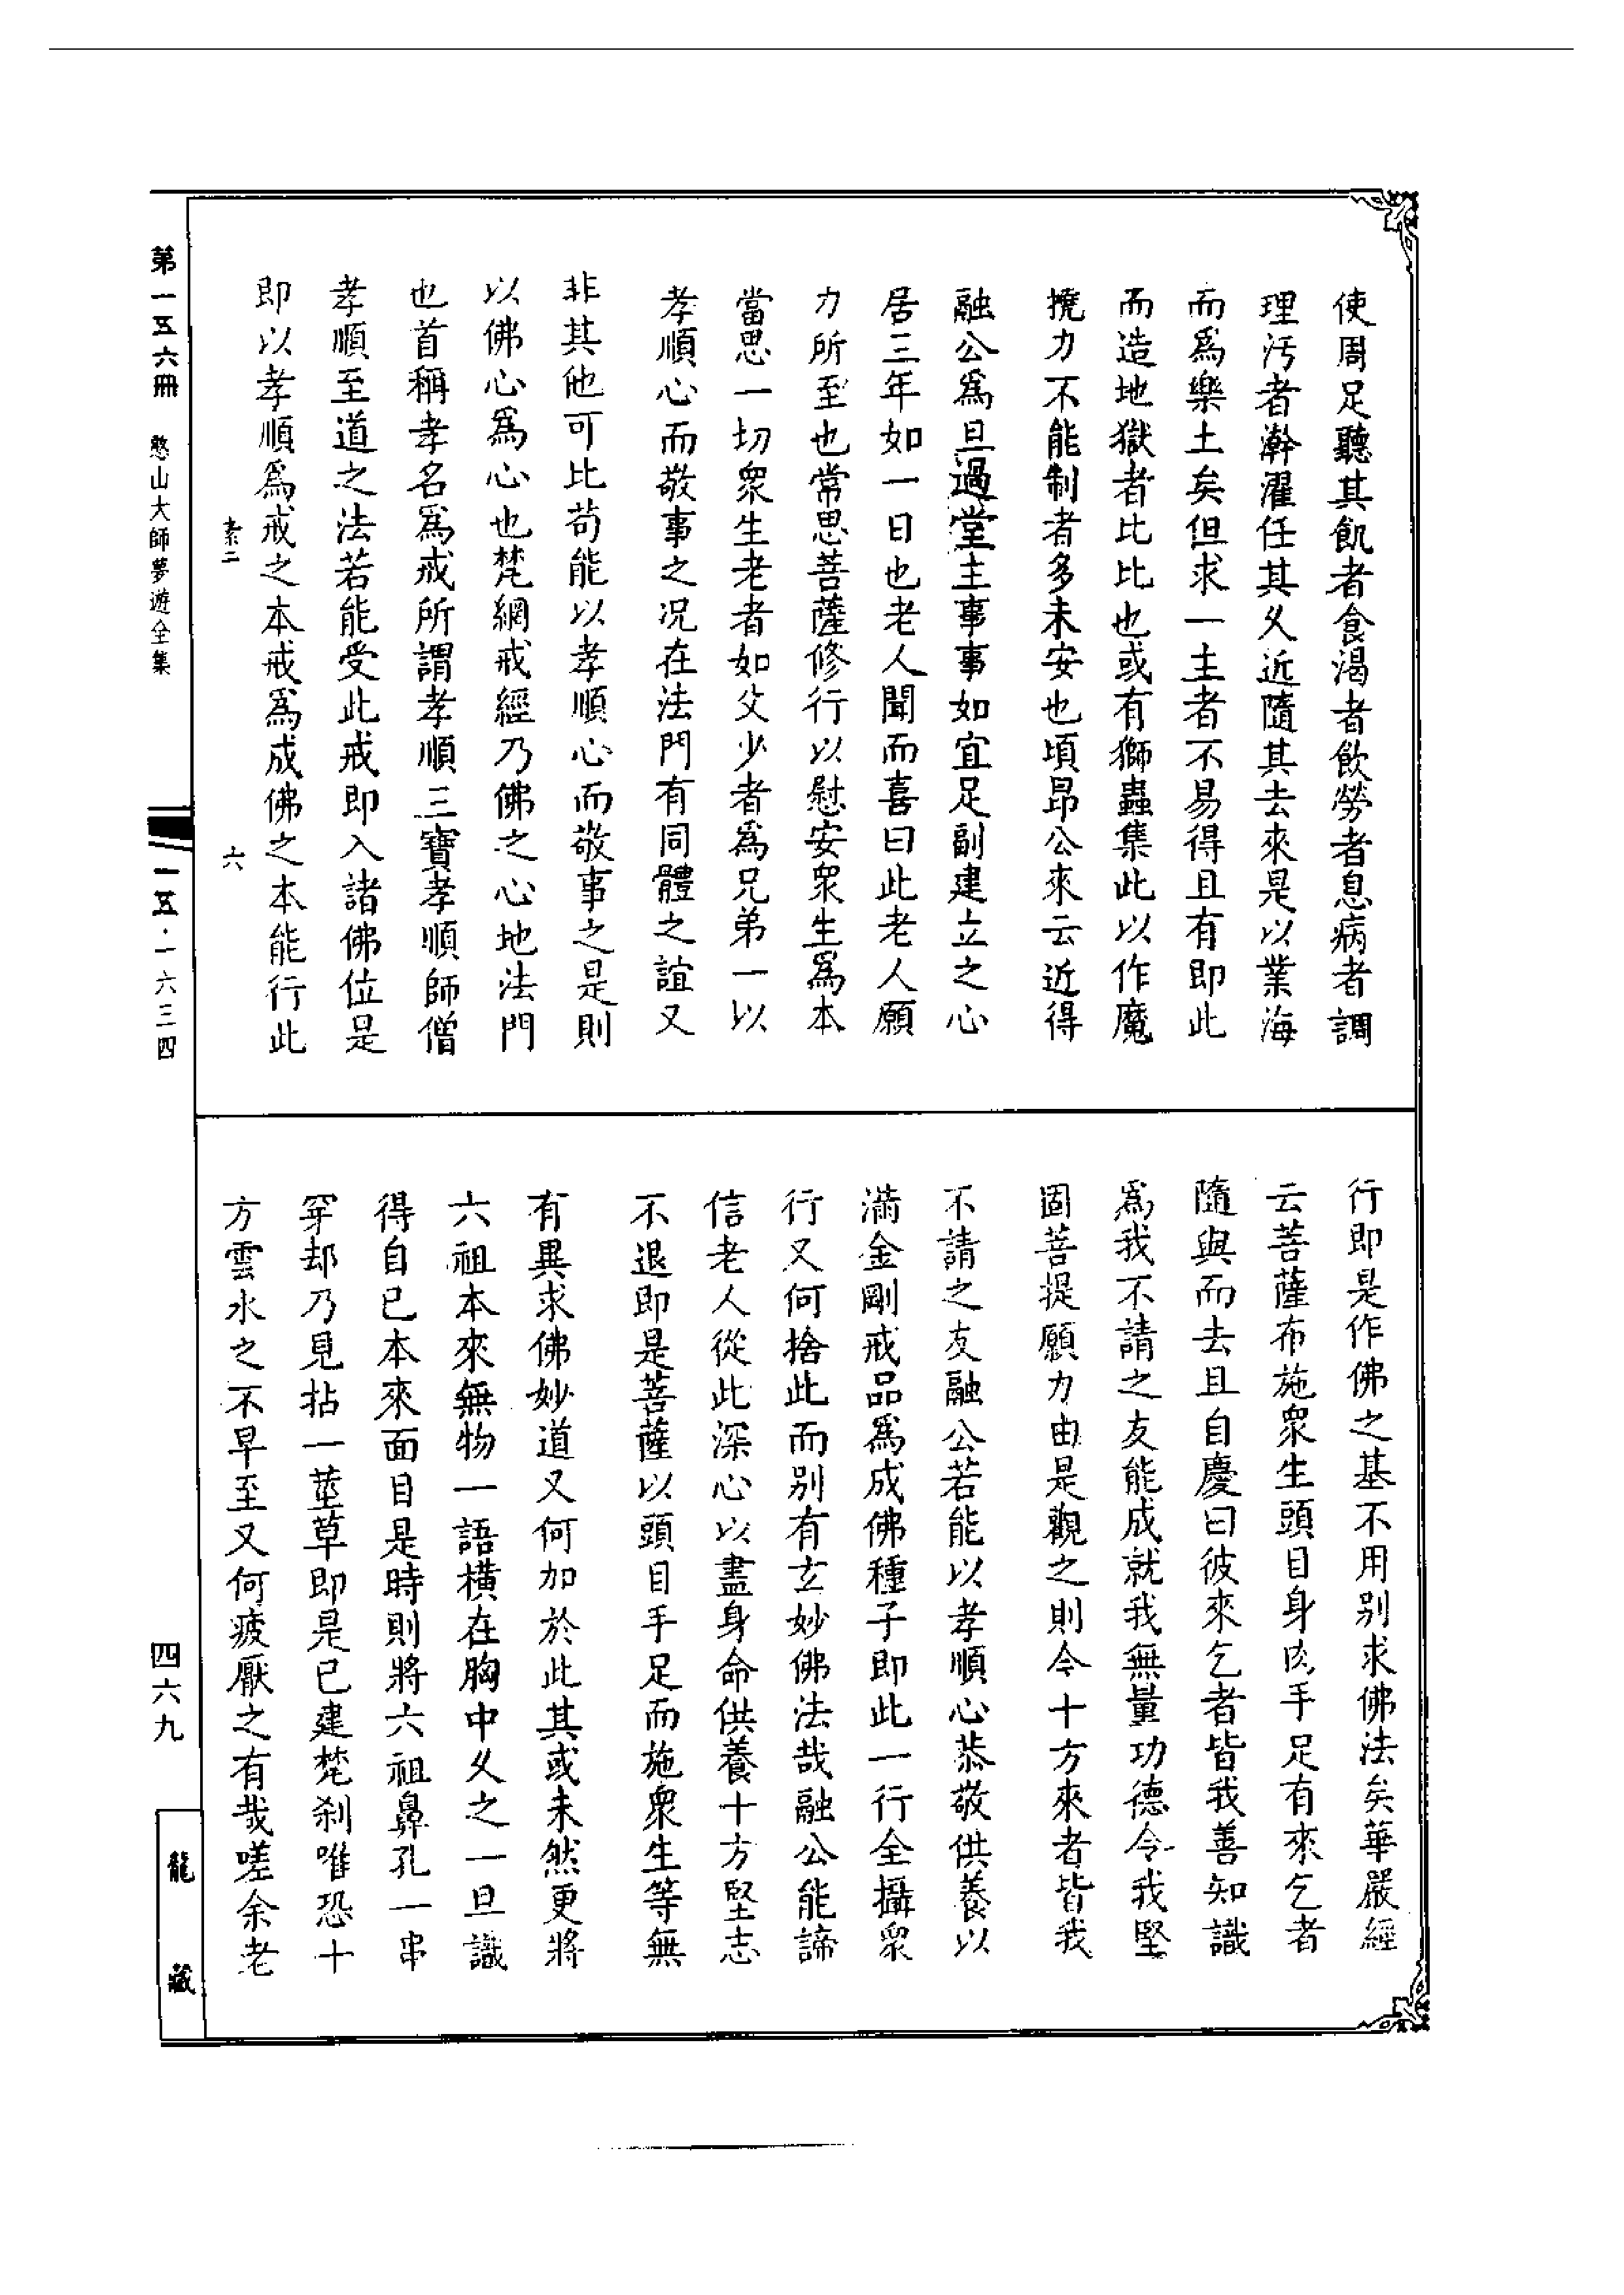 使周足聽其飢者食渴者飲勞者息病者調
理汚者澣濯任其久近隨其去來是以業海
而爲樂土矣但求一主者不易得且有即此
而造地獄者比比也或有獅蟲集此以作魔
撓力不能制者多未安也頃昂公來云近得
融公爲旦過堂主事事如宜足副建立之心
居三年如一日也老人聞而喜曰此老人願
力所至也常思菩薩修行以慰安衆生爲本
當思一切衆生老者如父少者爲兄弟一以
孝順心而敬事之况在法門有同體之誼又
非其他可比苟能以孝順心而敬事之是則
以佛心爲心也梵網戒經乃佛之心地法門
也首稱孝名爲戒所謂孝順三寶孝順師僧
孝順至道之法若能受此戒即入諸佛位是
即以孝順爲戒之本戒爲成佛之本能行此
素二 六
行即是作佛之基不用别求佛法矣華嚴經
云菩薩布施衆生頭目身肉手足有來乞者
隨與而去且自慶曰彼來乞者皆我善知識
爲我不請之友能成就我無量功德令我堅
固菩提願力由是觀之則今十方來者皆我
不請之友融公若能以孝順心恭敬供養以
滿金剛戒品爲成佛種子即此一行全攝衆
行又何捨此而别有玄妙佛法哉融公能諦
信老人從此深心以盡身命供養十方堅志
不退即是菩薩以頭目手足而施衆生等無
有異求佛妙道又何加於此其或未然更將
六祖本來無物一語橫在胸中久之一旦識
得自己本來面目是時則將六祖鼻孔一串
穿却乃見拈一莖草即是已建梵刹唯恐十
方雲水之不早至又何疲厭之有哉嗟余老
第一五六冊 憨山大師夢遊全集
一五·一六三四
四六九
龍藏